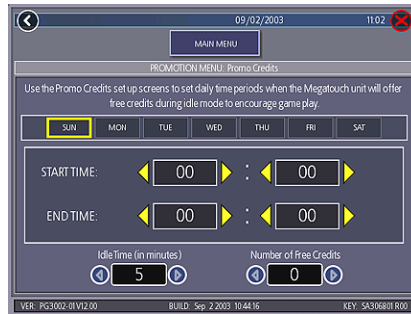 09/02/2003 11:02
MAIN MENU
PROMOTION MENU: Promo Credits
Use the Promo Credits set up screens to set daily time periods when the Megatouch unit will offer
free credits during idle mode to encourage game play.
SUN MON TUE WED THU FRI SAT
START TIME: 00 : 00
END TIME: 00 : 00
Idle Time (in minutes) Number of Free Credits
5 0
VER: PG3002-01 V12.00 BUILD: Sep 2 2003 10:44:16 KEY: SA306801 R00